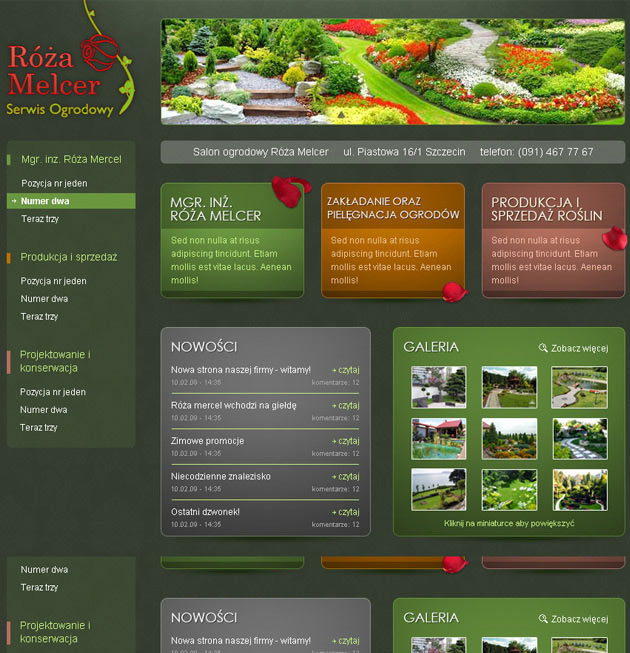 Róża
Melcer
Serwis Ogrodowy
Salon ogrodowy Róża Melcer ul. Piastowa 16/1 Szczecin telefon: (091) 467 77 67
Mgr. inz. Róża Mercel
Pozycja nr jeden
Numer dwa
Teraz trzy
Produkcja i sprzedaż
Pozycja nr jeden
Numer dwa
Teraz trzy
Projektowanie i
konserwacja
Pozycja nr jeden
Numer dwa
Teraz trzy
MGR. INŻ.
RÓŻA MELCER
Sed non nulla at risus
adipiscing tincidunt. Etiam
mollis est vitae lacus. Aenean
mollis!
ZAKŁADANIE ORAZ
PIELĘGNACJA OGRODÓW
Sed non nulla at risus
adipiscing tincidunt. Etiam
mollis est vitae lacus. Aenean
mollis!
PRODUKCJA I
SPRZEDAŻ ROŚLIN
Sed non nulla at risus
adipiscing tincidunt. Etiam
mollis est vitae lacus. Aenean
mollis!
NOWOŚCI
Nowa strona naszej firmy - witamy! czytaj
10.02.09 - 14:35 komentarze: 12
Róża mercel wchodzi na giełdę czytaj
10.02.09 - 14:35 komentarze: 12
Zimowe promocje czytaj
10.02.09 - 14:35 komentarze: 12
Niecodzienne znalezisko czytaj
10.02.09 - 14:35 komentarze: 12
Ostatni dzwonek! czytaj
10.02.09 - 14:35 komentarze: 12
GALERIA
Zobacz więcej
Kliknij na miniaturce aby powiększyć
Numer dwa
Teraz trzy
Projektowanie i
konserwacja
NOWOŚCI
Nowa strona naszej firmy - witamy! czytaj
GALERIA
Zobacz więcej